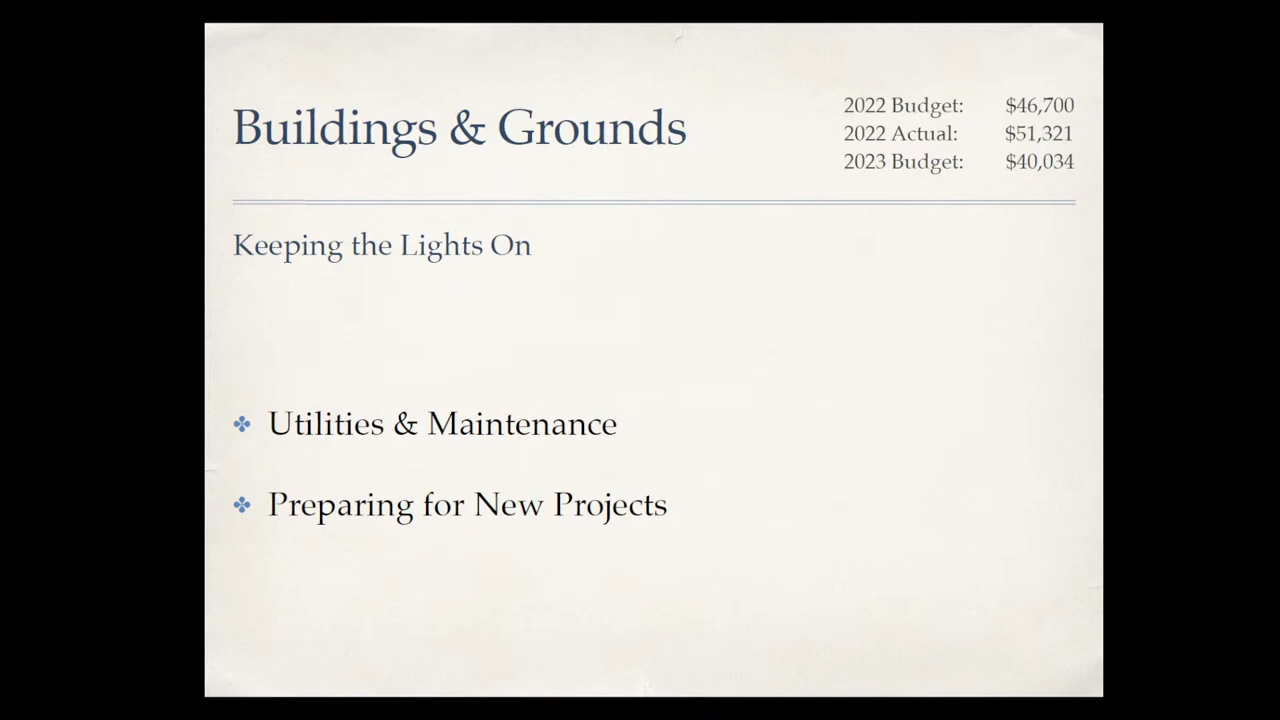 Buildings & Grounds
2022 Budget: $46,700
2022 Actual: $51,321
2023 Budget: $40,034
Keeping the Lights On
Utilities & Maintenance
Preparing for New Projects